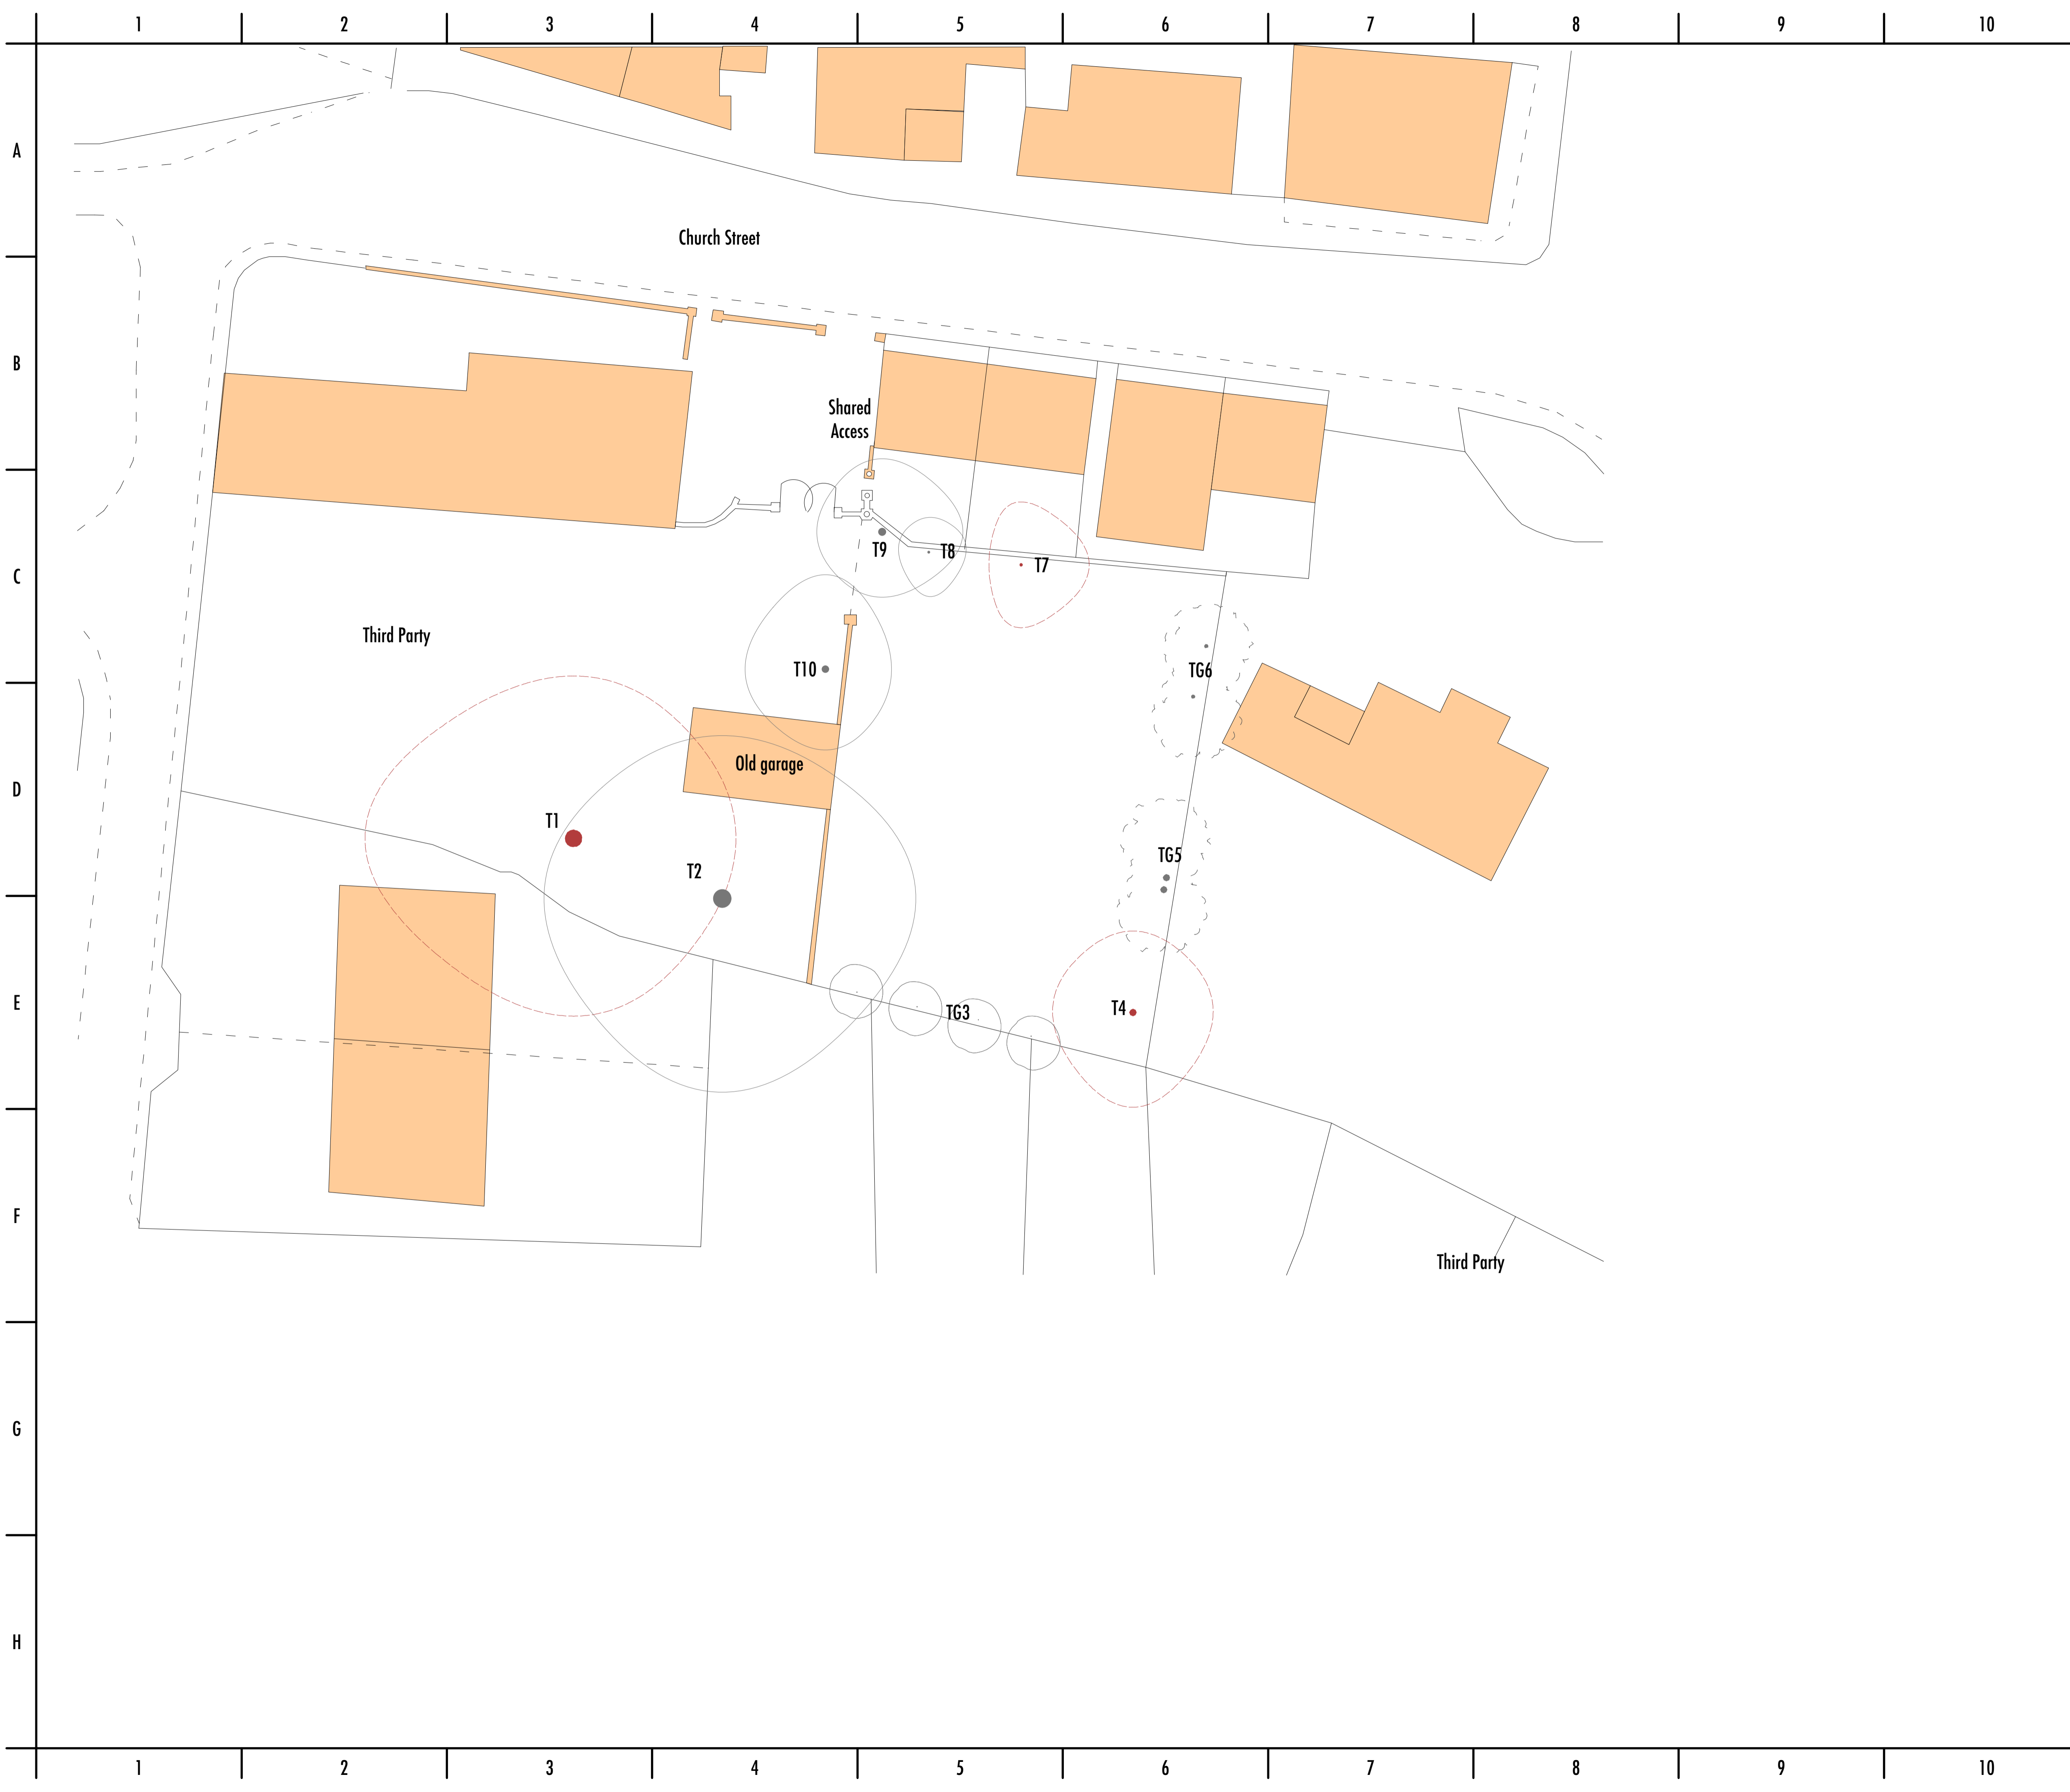 1 2 3 4 5 6 7 8 9 10
A
Church Street
B
Shared
Access
T9
T8
T7
C
Third Party
T10
TG6
Old garage
D
T1
TG5
T2
E
T4
TG3
F
Third Party
G
H
1 2 3 4 5 6 7 8 9 10